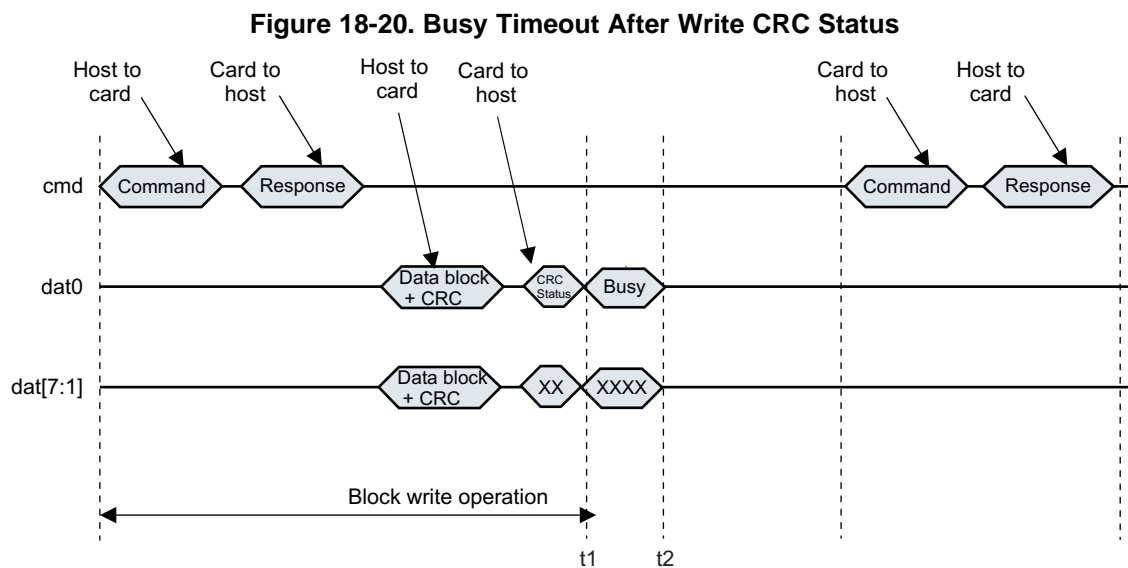 Figure 18-20. Busy Timeout After Write CRC Status
Host to
card
Card to
host
Host to
card
Card to
host
Card to
host
Host to
card
cmd
Command
Response
Command
Response
dat0
Data block
+ CRC
CRC
Status
Busy
dat[7:1]
Data block
+ CRC
XX
XXXX
Block write operation
t1
t2